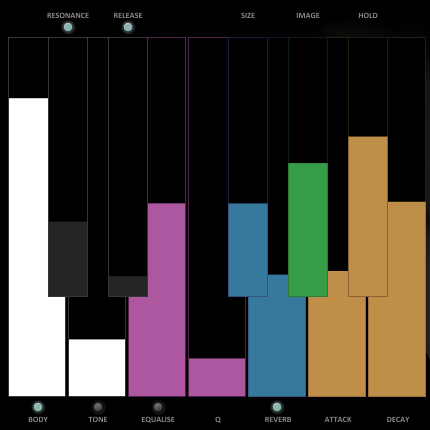 RESONANCE RELEASE SIZE IMAGE HOLD
BODY TONE EQUALISE Q REVERB ATTACK DECAY